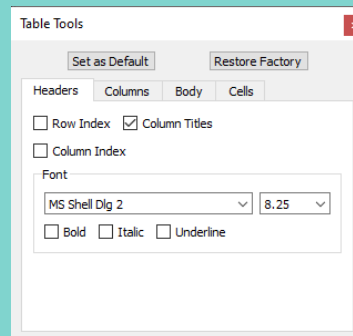 Table Tools
Set as Default Restore Factory
Headers Columns Body Cells
Row Index Column Titles
Column Index
Font
MS Shell Dlg 2 8.25
Bold Italic Underline